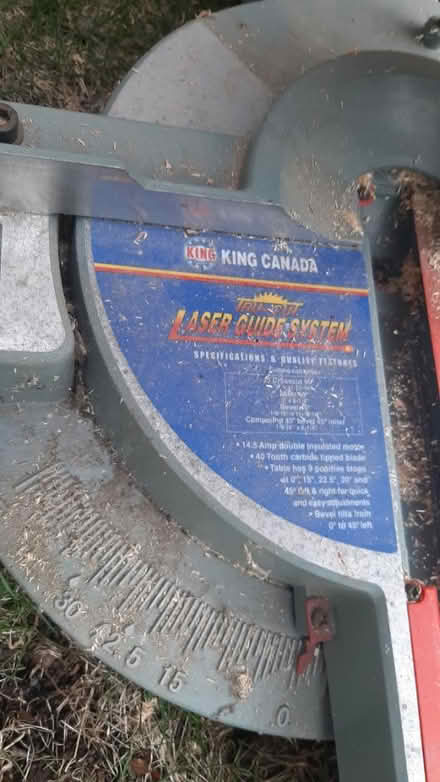 KING KING CANADA
LASER GUIDE SYSTEM
SPECIFICATIONS & QUALITY FEATURES
• 14.5 Amp double insulated motor
• 40 Tooth carbide tipped blade
• Table has 9 positive stops
at 0°, 15°, 22.5°, 30° and
45° left & right for quick
and easy adjustments
• Bevel tilts from
0° to 45° left
30 22.5 15 0